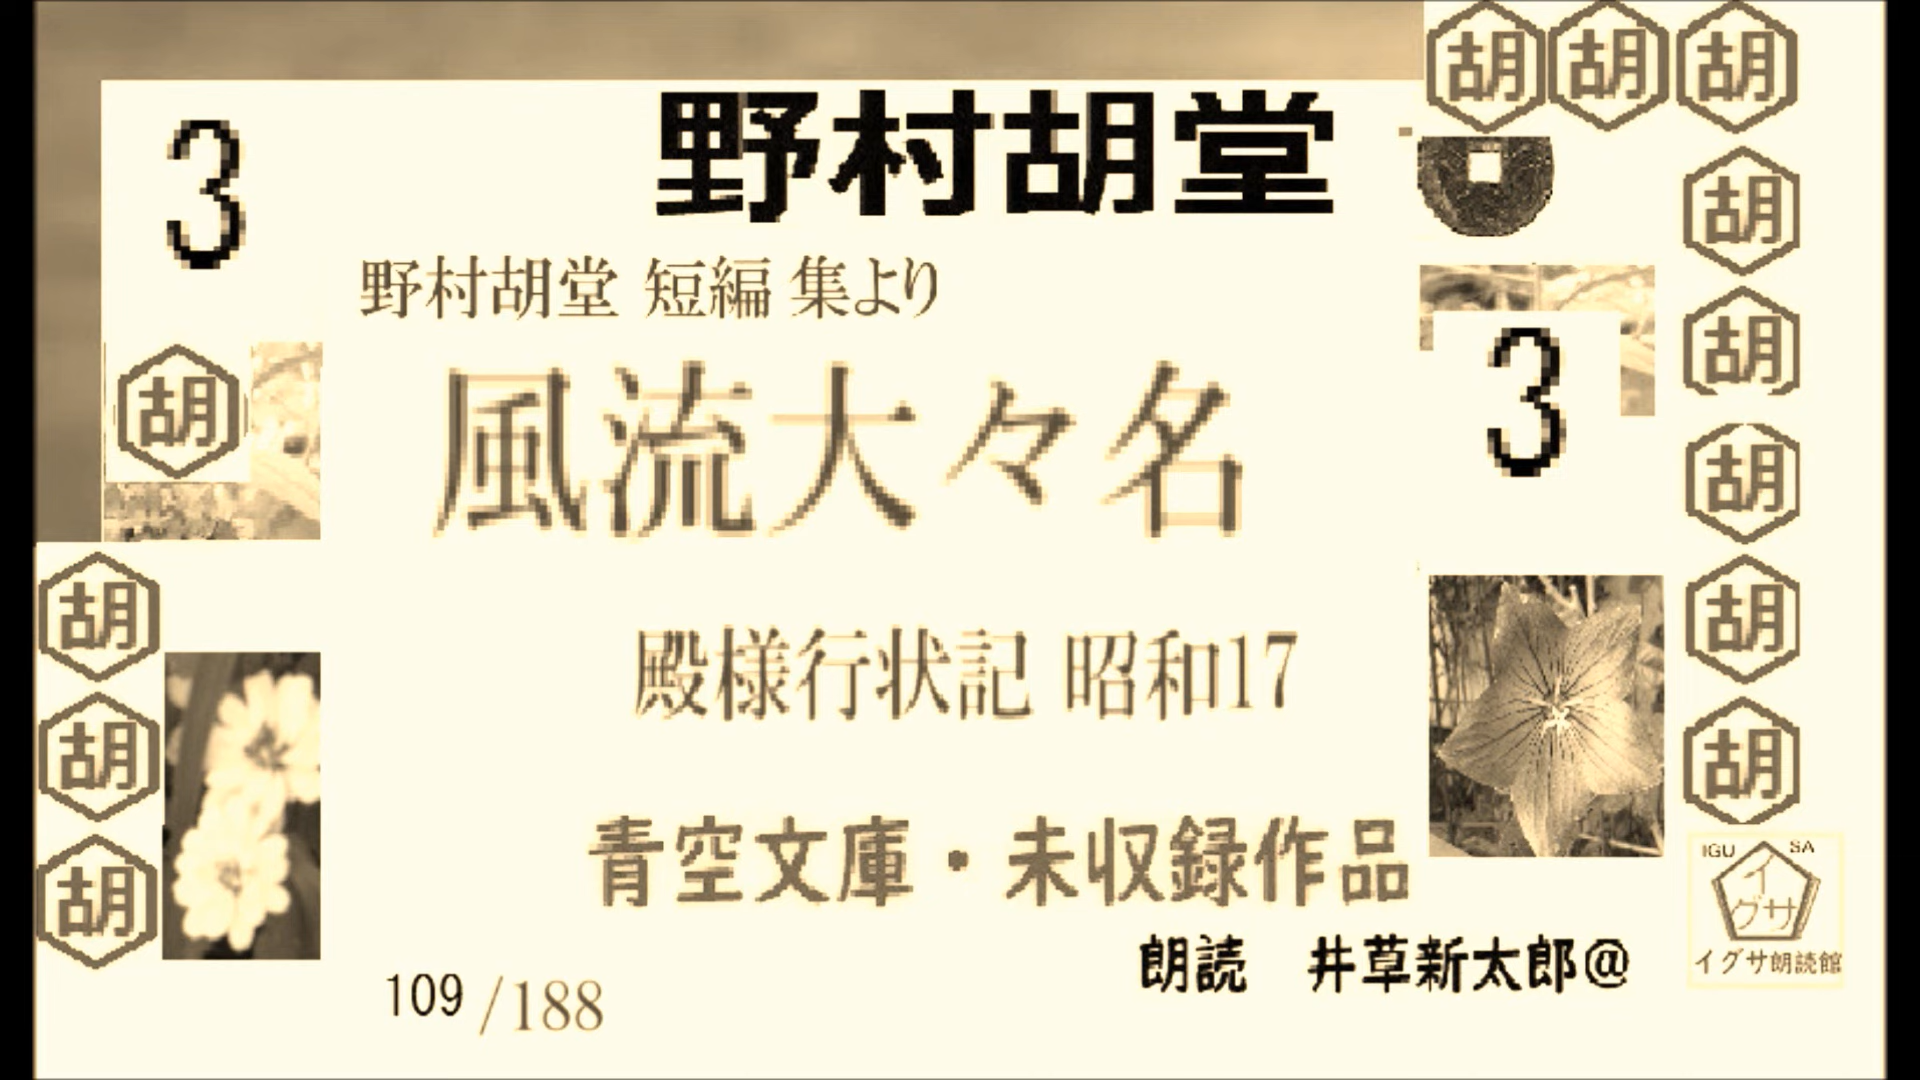 胡 胡 胡
野村胡堂
3
胡
野村胡堂 短編 集より
胡
3
胡
風流大々名
胡
胡
胡
殿様行状記 昭和17
胡
胡
青空文庫・未収録作品
胡
IGU SA
イ
グサ
イグサ朗読館
朗読 井草新太郎@
109/188